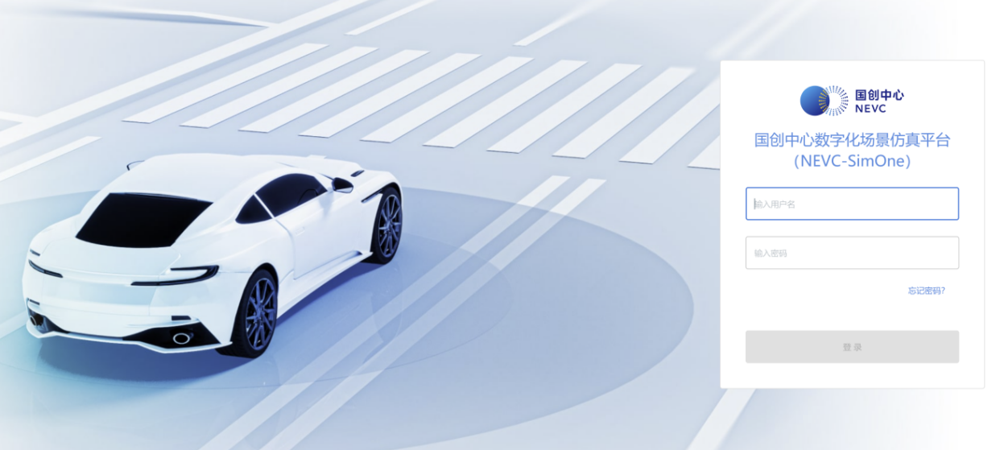 国创中心
NEVC
国创中心数字化场景仿真平台
（NEVC-SimOne）
输入用户名
输入密码
忘记密码?
登 录